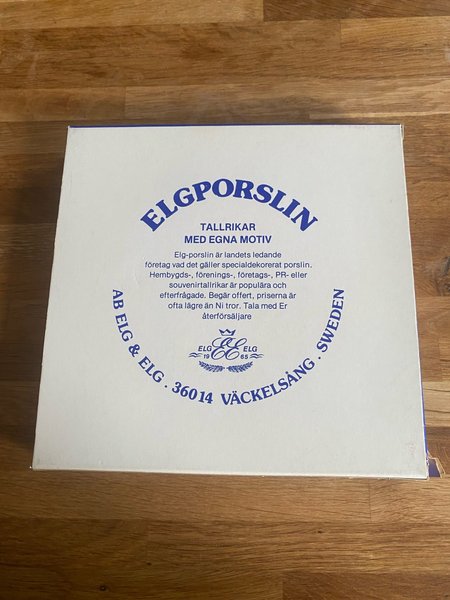 ELGPORSLIN
TALLRIKAR
MED EGNA MOTIV
Elg-porslin är landets ledande
företag vad det gäller specialdekorerat porslin.
Hembygds-, förenings-, företags-, PR- eller
souvenirtallrikar är populära och
efterfrågade. Begär offert, priserna är
ofta lägre än Ni tror. Tala med Er
återförsäljare
ELG EE ELG
19 65
AB ELG & ELG . 36014 VÄCKELSÅNG . SWEDEN